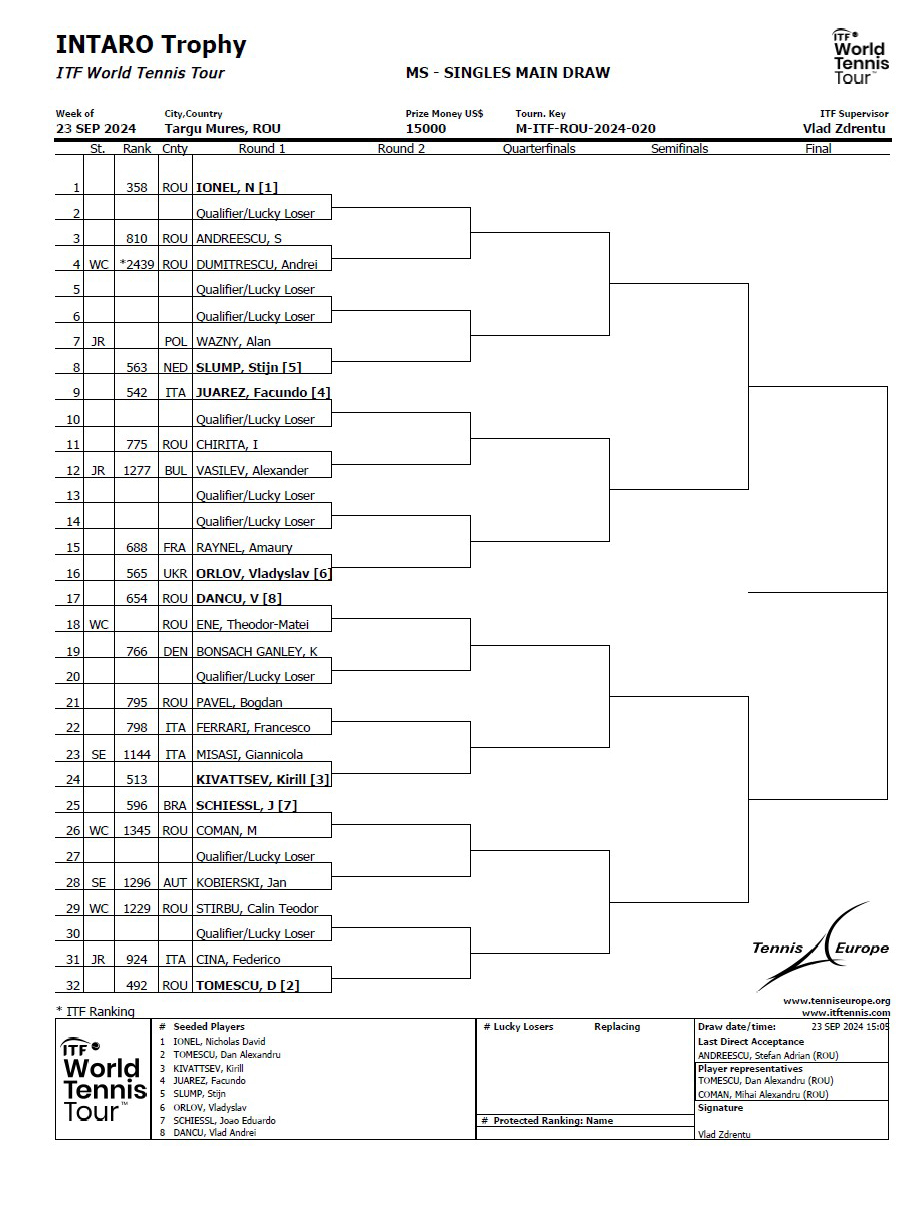 INTARO Trophy
ITF World Tennis Tour
MS - SINGLES MAIN DRAW
ITF World Tennis Tour™
Week of City,Country Prize Money US$ Tourn. Key ITF Supervisor
23 SEP 2024 Targu Mures, ROU 15000 M-ITF-ROU-2024-020 Vlad Zdrentu
St. Rank Cnty Round 1 Round 2 Quarterfinals Semifinals Final
1 358 ROU IONEL, N [1]
2 Qualifier/Lucky Loser
3 810 ROU ANDREESCU, S
4 WC *2439 ROU DUMITRESCU, Andrei
5 Qualifier/Lucky Loser
6 Qualifier/Lucky Loser
7 JR POL WAZNY, Alan
8 563 NED SLUMP, Stijn [5]
9 542 ITA JUAREZ, Facundo [4]
10 Qualifier/Lucky Loser
11 775 ROU CHIRITA, I
12 JR 1277 BUL VASILEV, Alexander
13 Qualifier/Lucky Loser
14 Qualifier/Lucky Loser
15 688 FRA RAYNEL, Amaury
16 565 UKR ORLOV, Vladyslav [6]
17 654 ROU DANCU, V [8]
18 WC ROU ENE, Theodor-Matei
19 766 DEN BONSACH GANLEY, K
20 Qualifier/Lucky Loser
21 795 ROU PAVEL, Bogdan
22 798 ITA FERRARI, Francesco
23 SE 1144 ITA MISASI, Giannicola
24 513 KIVATTSEV, Kirill [3]
25 596 BRA SCHIESSL, J [7]
26 WC 1345 ROU COMAN, M
27 Qualifier/Lucky Loser
28 SE 1296 AUT KOBIERSKI, Jan
29 WC 1229 ROU STIRBU, Calin Teodor
30 Qualifier/Lucky Loser
31 JR 924 ITA CINA, Federico
32 492 ROU TOMESCU, D [2]
Tennis Europe
www.tenniseurope.org
www.itftennis.com
* ITF Ranking
ITF World Tennis Tour™
# Seeded Players
1 IONEL, Nicholas David
2 TOMESCU, Dan Alexandru
3 KIVATTSEV, Kirill
4 JUAREZ, Facundo
5 SLUMP, Stijn
6 ORLOV, Vladyslav
7 SCHIESSL, Joao Eduardo
8 DANCU, Vlad Andrei
# Lucky Losers Replacing
# Protected Ranking: Name
Draw date/time: 23 SEP 2024 15:05
Last Direct Acceptance
ANDREESCU, Stefan Adrian (ROU)
Player representatives
TOMESCU, Dan Alexandru (ROU)
COMAN, Mihai Alexandru (ROU)
Signature
Vlad Zdrentu